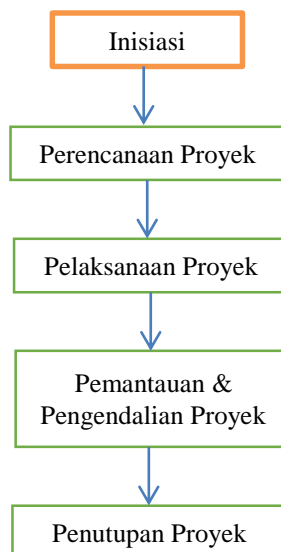 Inisiasi
Perencanaan Proyek
Pelaksanaan Proyek
Pemantauan &
Pengendalian Proyek
Penutupan Proyek